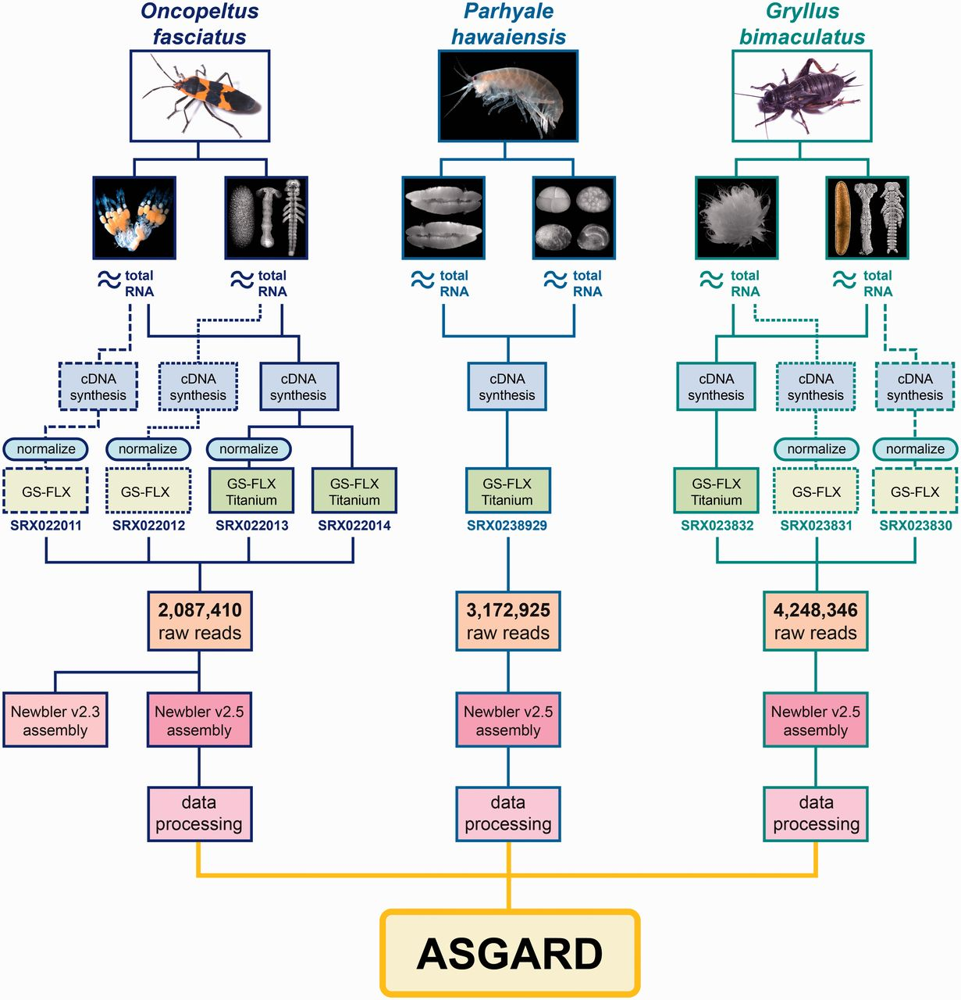 Oncopeltus
fasciatus
Parhyale
hawaiensis
Gryllus
bimaculatus
total
RNA
total
RNA
total
RNA
total
RNA
total
RNA
total
RNA
cDNA
synthesis
cDNA
synthesis
cDNA
synthesis
cDNA
synthesis
cDNA
synthesis
cDNA
synthesis
cDNA
synthesis
normalize
normalize
normalize
normalize
normalize
GS-FLX
GS-FLX
GS-FLX
Titanium
GS-FLX
Titanium
GS-FLX
Titanium
GS-FLX
Titanium
GS-FLX
GS-FLX
SRX022011
SRX022012
SRX022013
SRX022014
SRX0238929
SRX023832
SRX023831
SRX023830
2,087,410
raw reads
3,172,925
raw reads
4,248,346
raw reads
Newbler v2.3
assembly
Newbler v2.5
assembly
Newbler v2.5
assembly
Newbler v2.5
assembly
data
processing
data
processing
data
processing
ASGARD